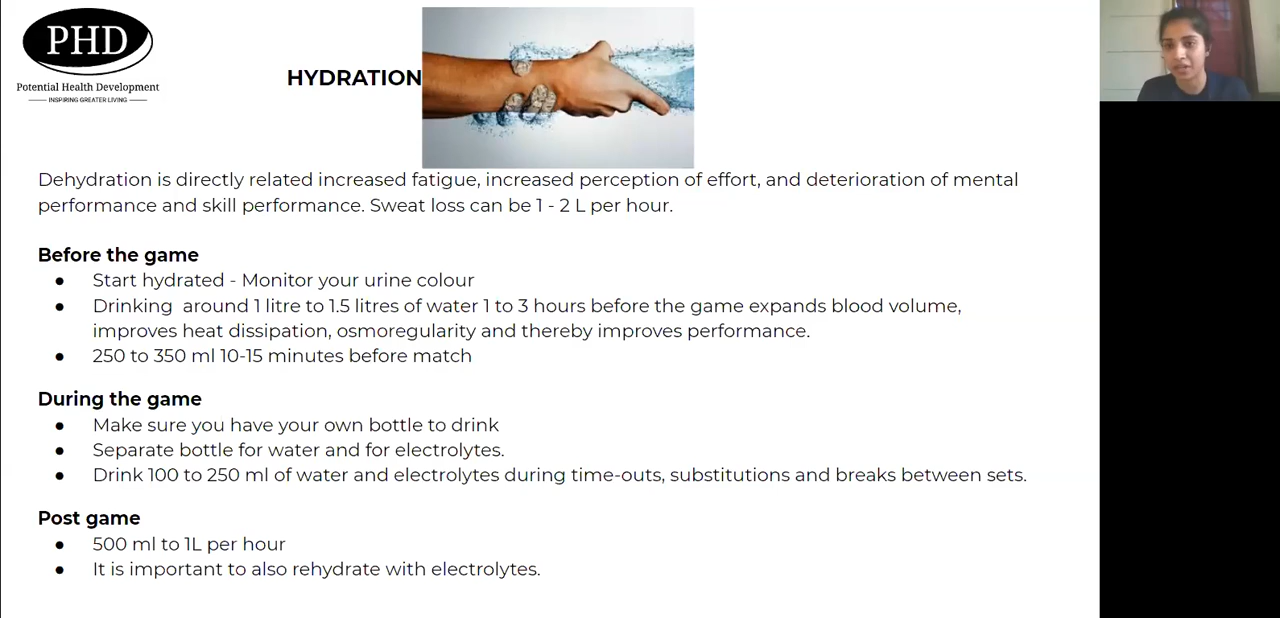 PHD
Potential Health Development
INSPIRING GREATER LIVING
HYDRATION
Dehydration is directly related increased fatigue, increased perception of effort, and deterioration of mental
performance and skill performance. Sweat loss can be 1 - 2 L per hour.
Before the game
● Start hydrated - Monitor your urine colour
● Drinking around 1 litre to 1.5 litres of water 1 to 3 hours before the game expands blood volume,
improves heat dissipation, osmoregularity and thereby improves performance.
● 250 to 350 ml 10-15 minutes before match
During the game
● Make sure you have your own bottle to drink
● Separate bottle for water and for electrolytes.
● Drink 100 to 250 ml of water and electrolytes during time-outs, substitutions and breaks between sets.
Post game
● 500 ml to 1L per hour
● It is important to also rehydrate with electrolytes.